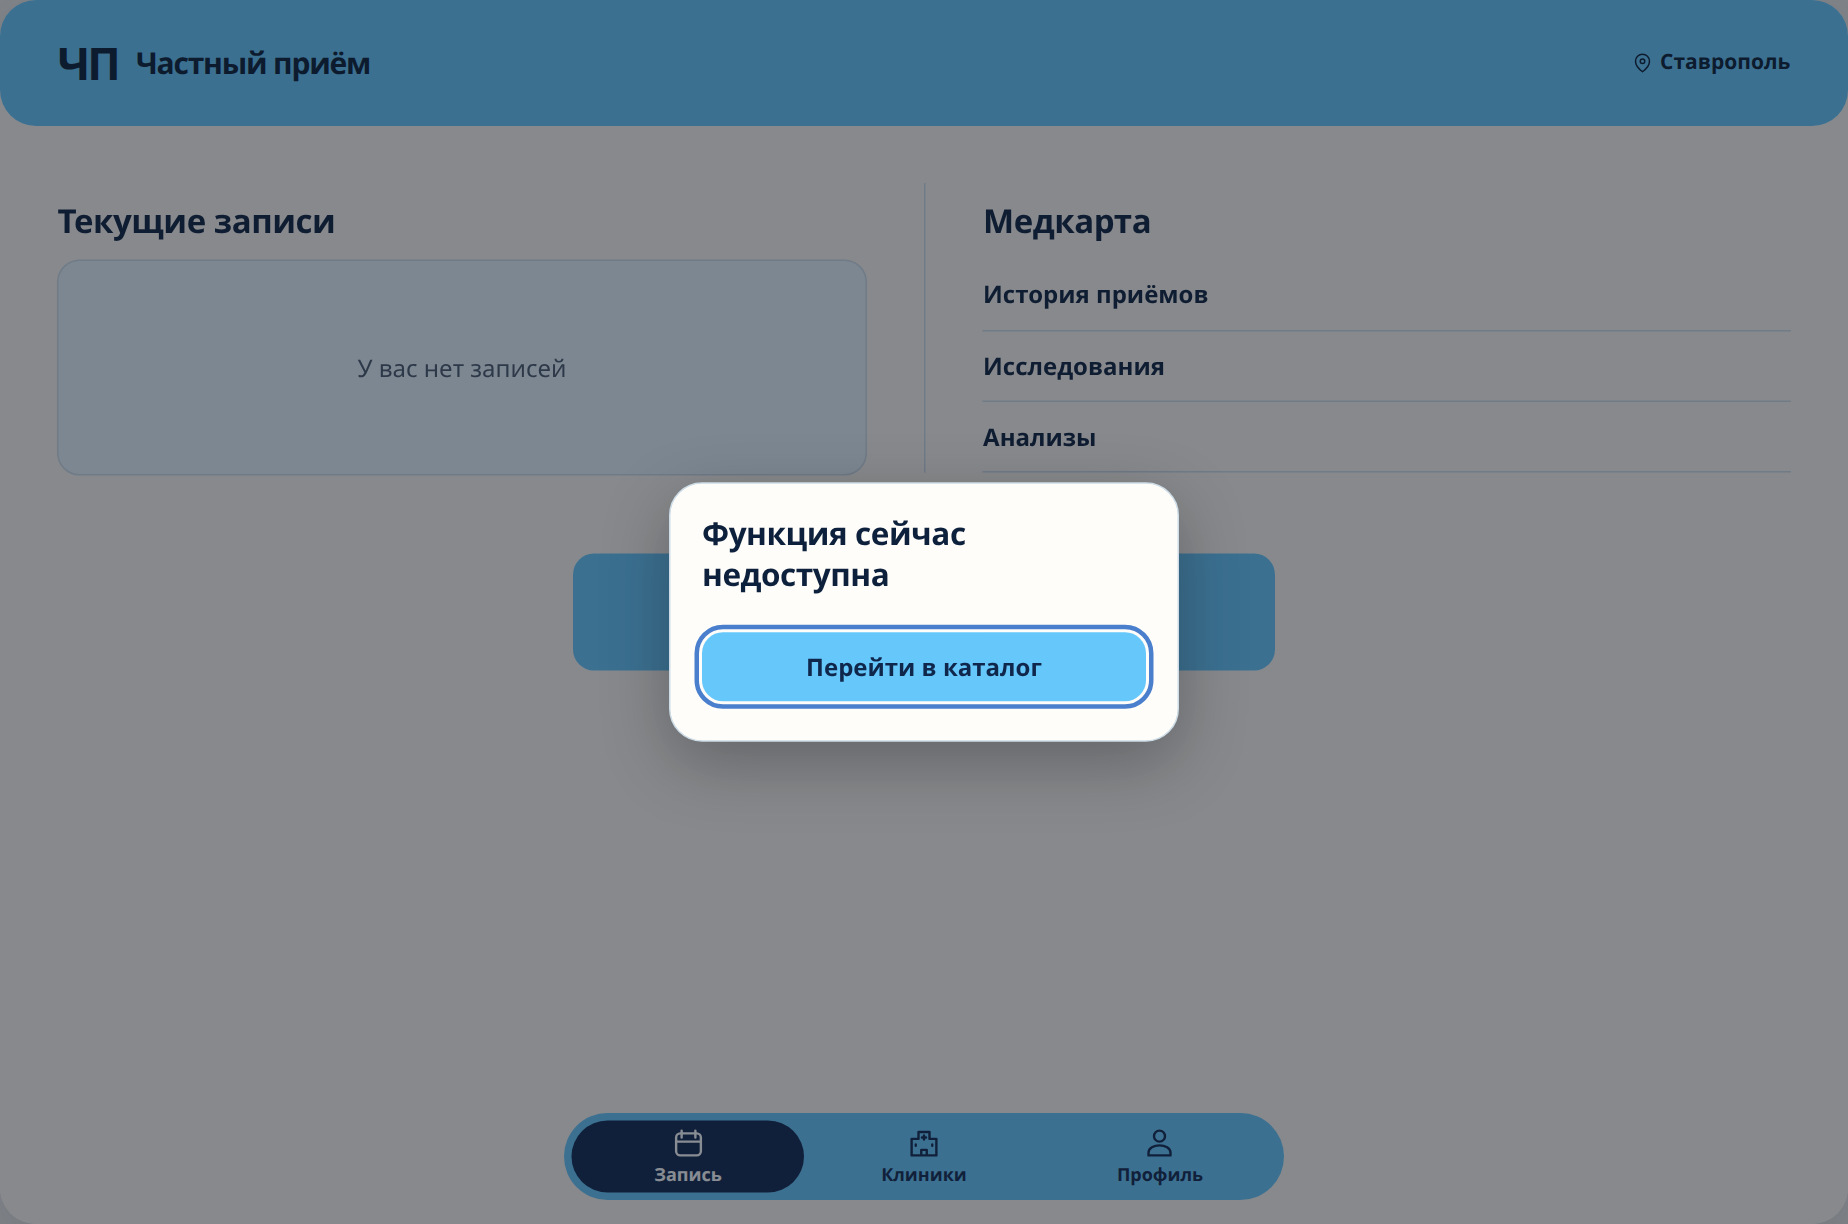 ЧП Частный приём
Ставрополь
Текущие записи
У вас нет записей
Медкарта
История приёмов
Исследования
Анализы
Функция сейчас
недоступна
Перейти в каталог
Запись
Клиники
Профиль